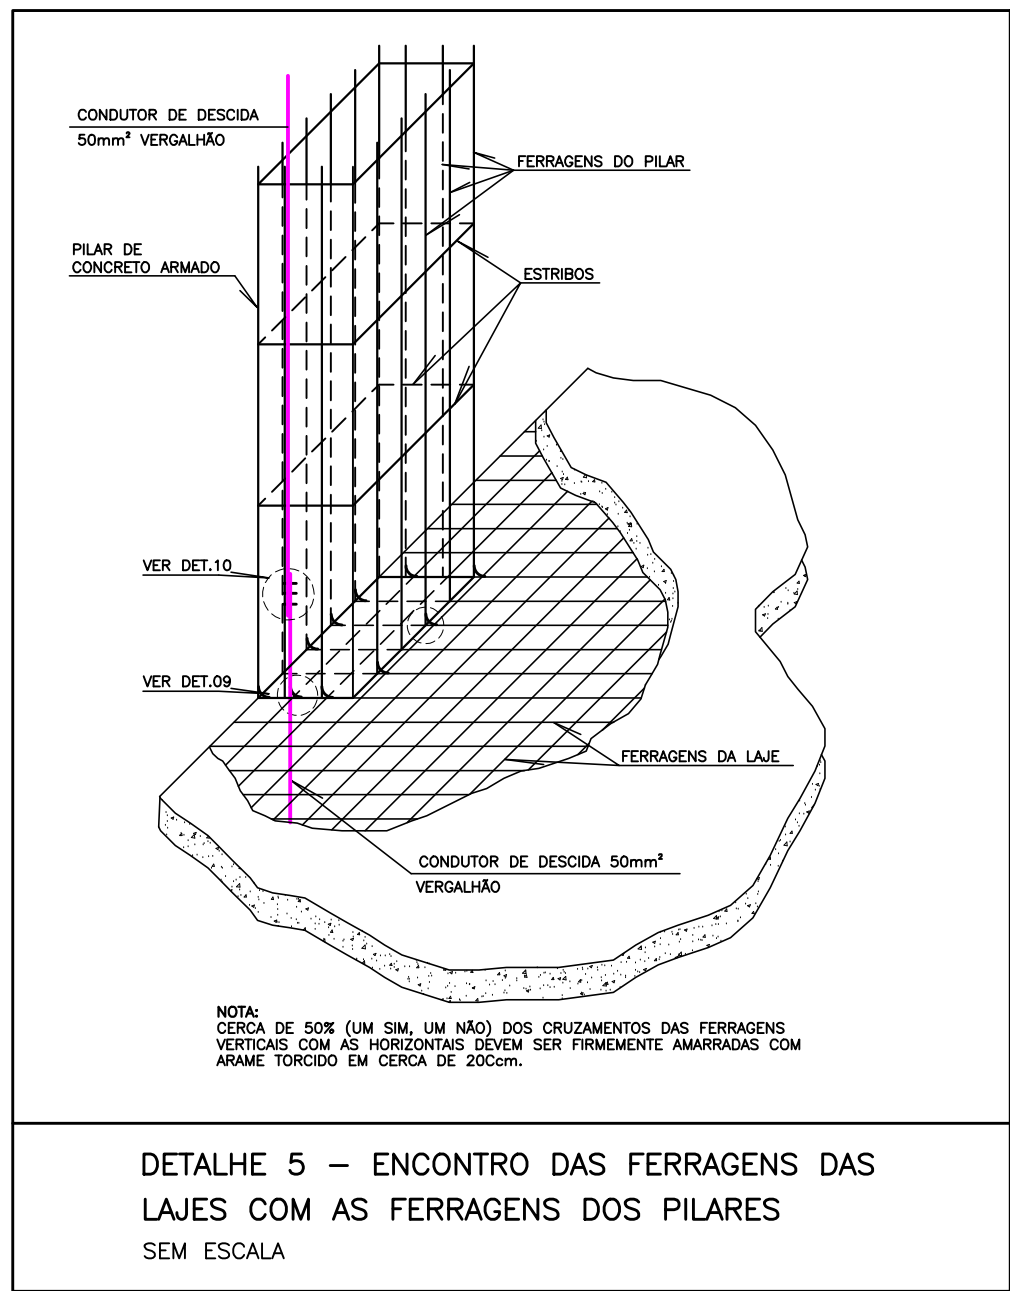 CONDUTOR DE DESCIDA
50mm² VERGALHÃO
FERRAGENS DO PILAR
PILAR DE
CONCRETO ARMADO
ESTRIBOS
VER DET.10
VER DET.09
FERRAGENS DA LAJE
CONDUTOR DE DESCIDA 50mm²
VERGALHÃO
NOTA:
CERCA DE 50% (UM SIM, UM NÃO) DOS CRUZAMENTOS DAS FERRAGENS
VERTICAIS COM AS HORIZONTAIS DEVEM SER FIRMEMENTE AMARRADAS COM
ARAME TORCIDO EM CERCA DE 20Ccm.
DETALHE 5 – ENCONTRO DAS FERRAGENS DAS
LAJES COM AS FERRAGENS DOS PILARES
SEM ESCALA